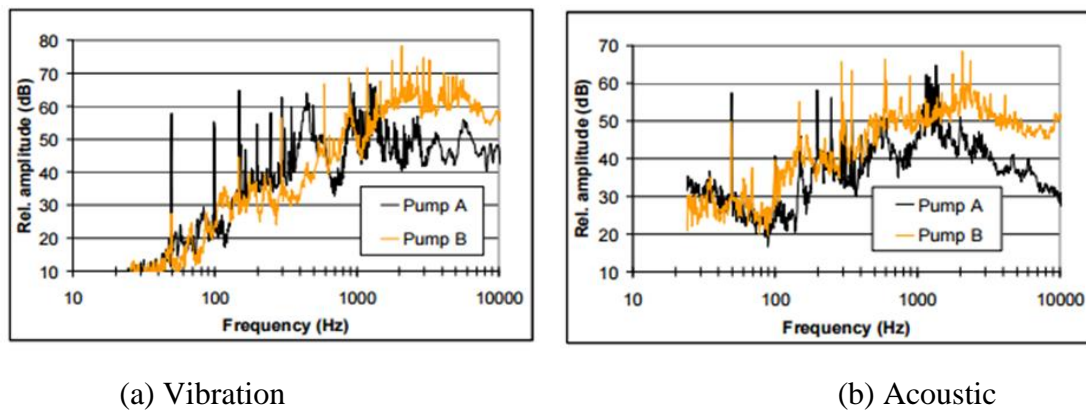 80
70
60
50
40
30
20
10
Rel. amplitude (dB)
Pump A
Pump B
10 100 1000 10000
Frequency (Hz)
70
60
50
40
30
20
10
Rel. amplitude (dB)
Pump A
Pump B
10 100 1000 10000
Frequency (Hz)
(a) Vibration (b) Acoustic